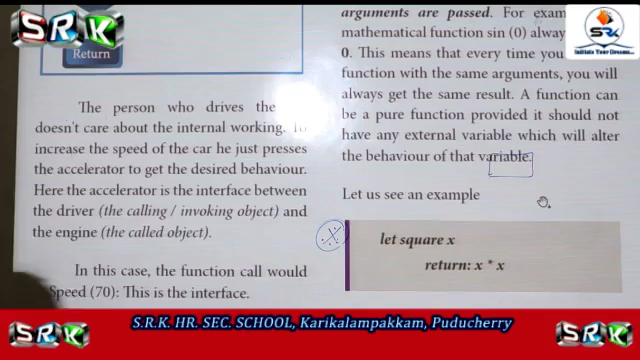 S.R.K
SRK
Initiate Your Dreams...
Return
The person who drives the
doesn't care about the internal working. To
increase the speed of the car he just presses
the accelerator to get the desired behaviour.
Here the accelerator is the interface between
the driver (the calling / invoking object) and
the engine (the called object).
In this case, the function call would
Speed (70): This is the interface.
arguments are passed. For exam
mathematical function sin (0) alway
0. This means that every time you
function with the same arguments, you will
always get the same result. A function can
be a pure function provided it should not
have any external variable which will alter
the behaviour of that variable.
Let us see an example
let square x
return: x * x
S.R.K
S.R.K. HR. SEC. SCHOOL, Karikalampakkam, Puducherry
S.R.K